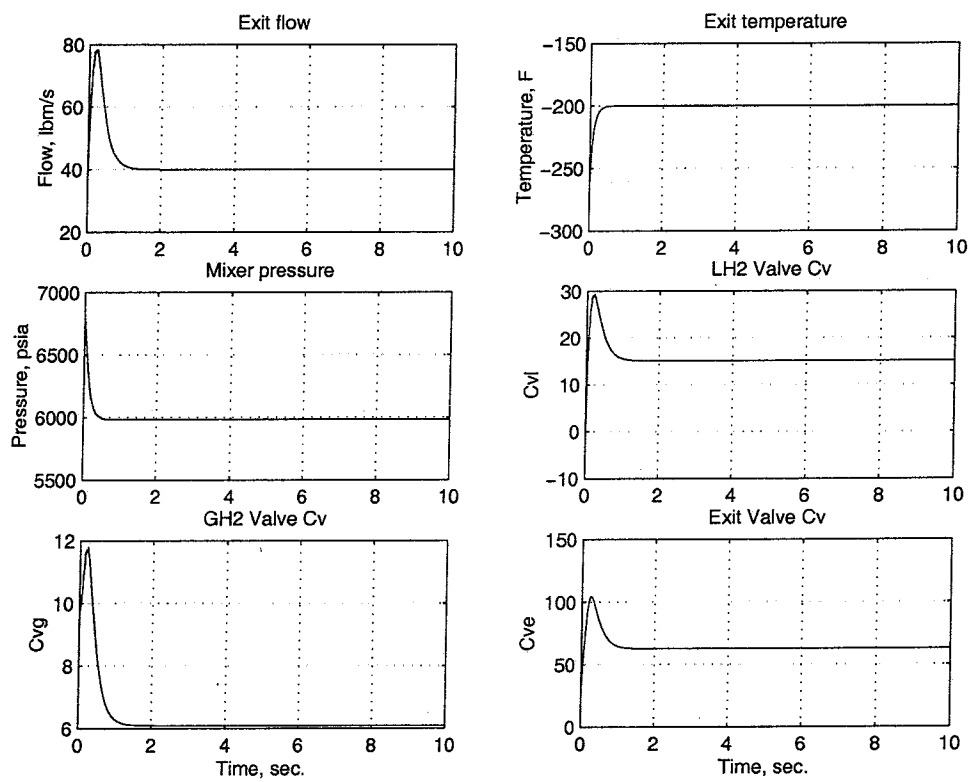 Exit flow
Flow, lbm/s
80
60
40
20
0 2 4 6 8 10
Exit temperature
Temperature, F
−150
−200
−250
−300
0 2 4 6 8 10
Mixer pressure
Pressure, psia
7000
6500
6000
5500
0 2 4 6 8 10
LH2 Valve Cv
Cvl
30
20
10
0
−10
0 2 4 6 8 10
GH2 Valve Cv
Cvg
12
10
8
6
0 2 4 6 8 10
Time, sec.
Exit Valve Cv
Cve
150
100
50
0
0 2 4 6 8 10
Time, sec.